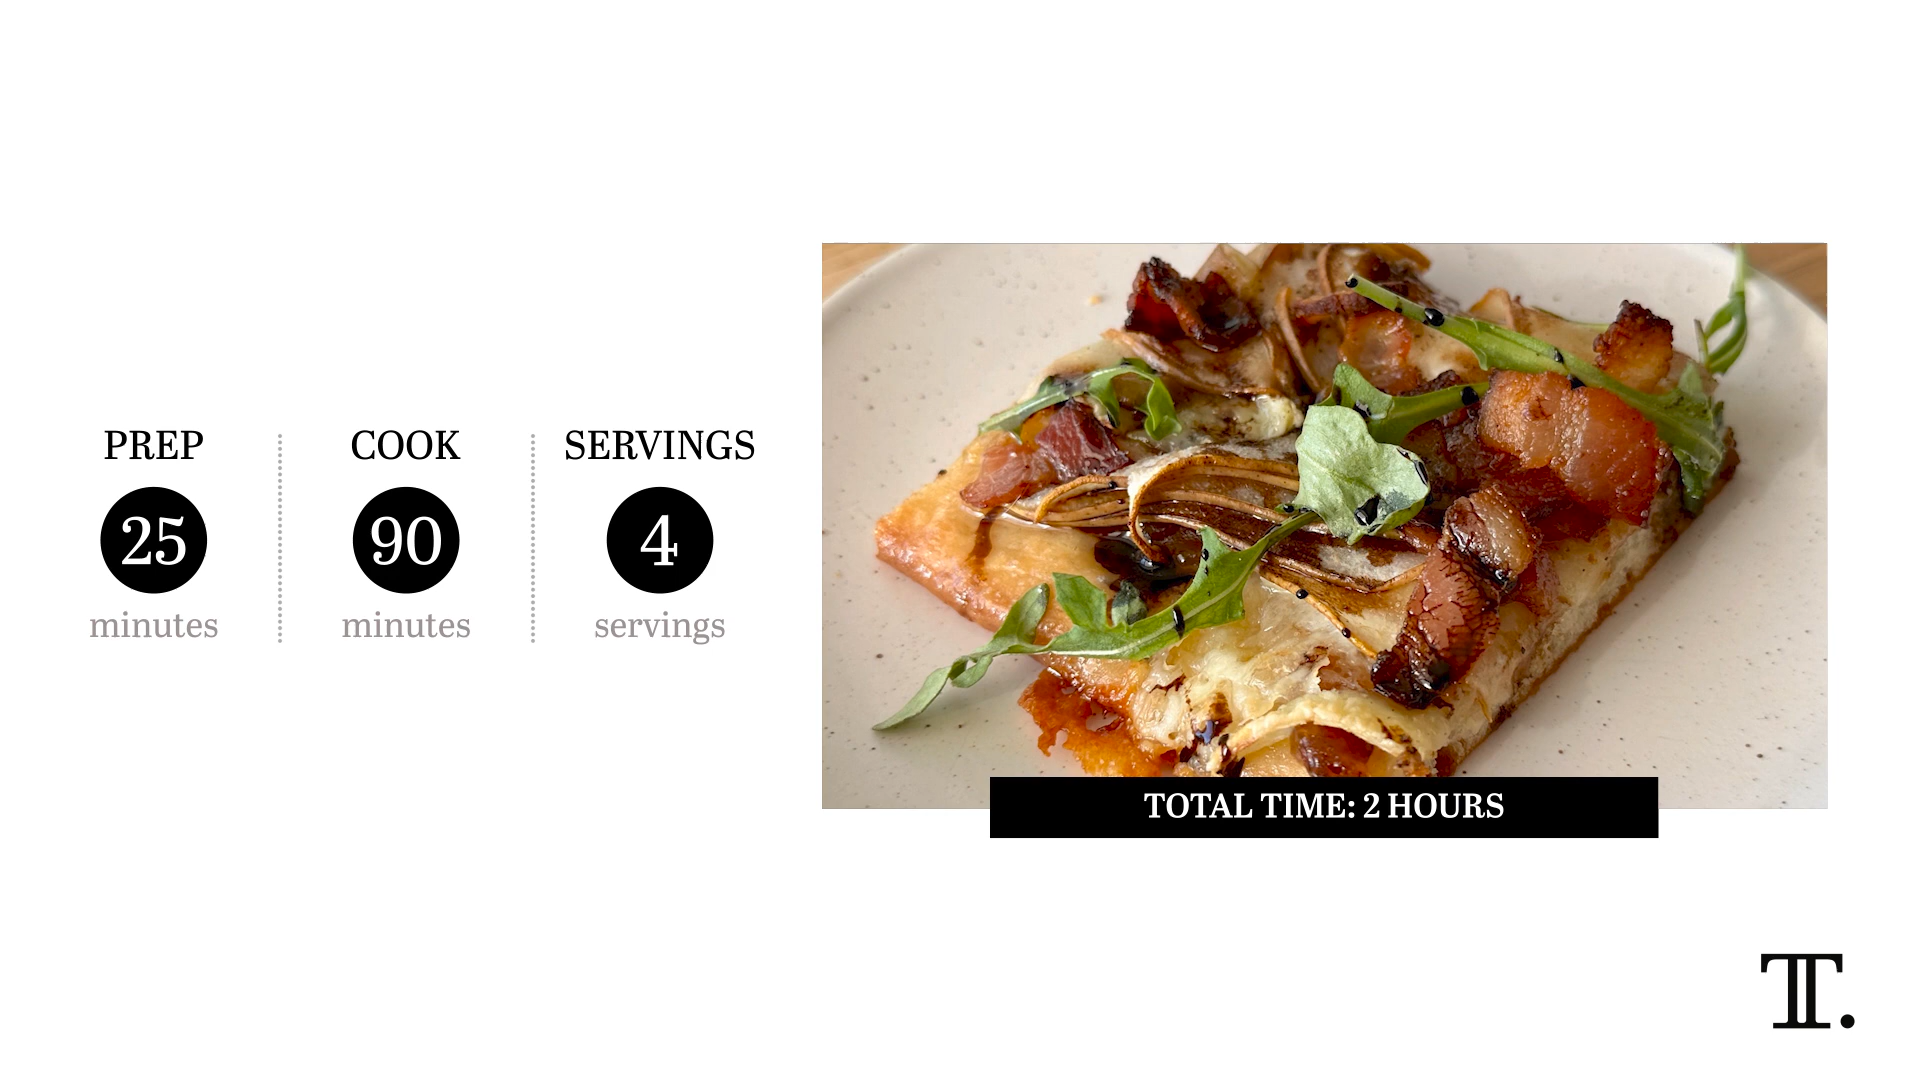 PREP
25
minutes
COOK
90
minutes
SERVINGS
4
servings
TOTAL TIME: 2 HOURS
T.